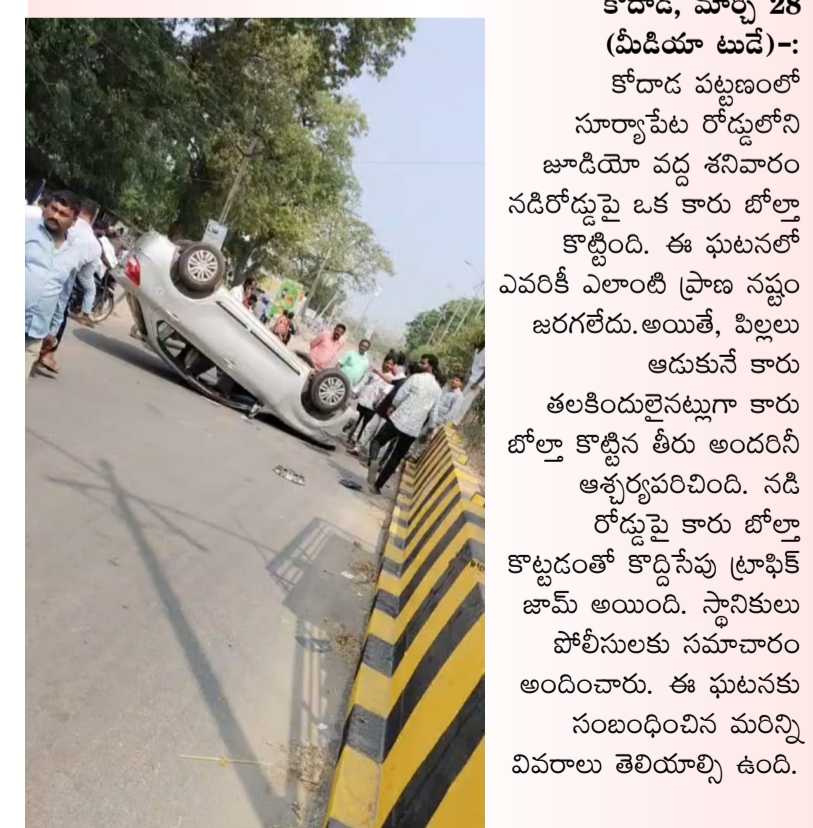 కోదాడ, మార్చి 28
(మీడియా టుడే)-:
కోదాడ పట్టణంలో
సూర్యాపేట రోడ్డులోని
జూడియో వద్ద శనివారం
నడిరోడ్డుపై ఒక కారు బోల్తా
కొట్టింది. ఈ ఘటనలో
ఎవరికీ ఎలాంటి ప్రాణ నష్టం
జరగలేదు.అయితే, పిల్లలు
ఆడుకునే కారు
తలకిందులైనట్లుగా కారు
బోల్తా కొట్టిన తీరు అందరినీ
ఆశ్చర్యపరిచింది. నడి
రోడ్డుపై కారు బోల్తా
కొట్టడంతో కొద్దిసేపు ట్రాఫిక్
జామ్ అయింది. స్థానికులు
పోలీసులకు సమాచారం
అందించారు. ఈ ఘటనకు
సంబంధించిన మరిన్ని
వివరాలు తెలియాల్సి ఉంది.